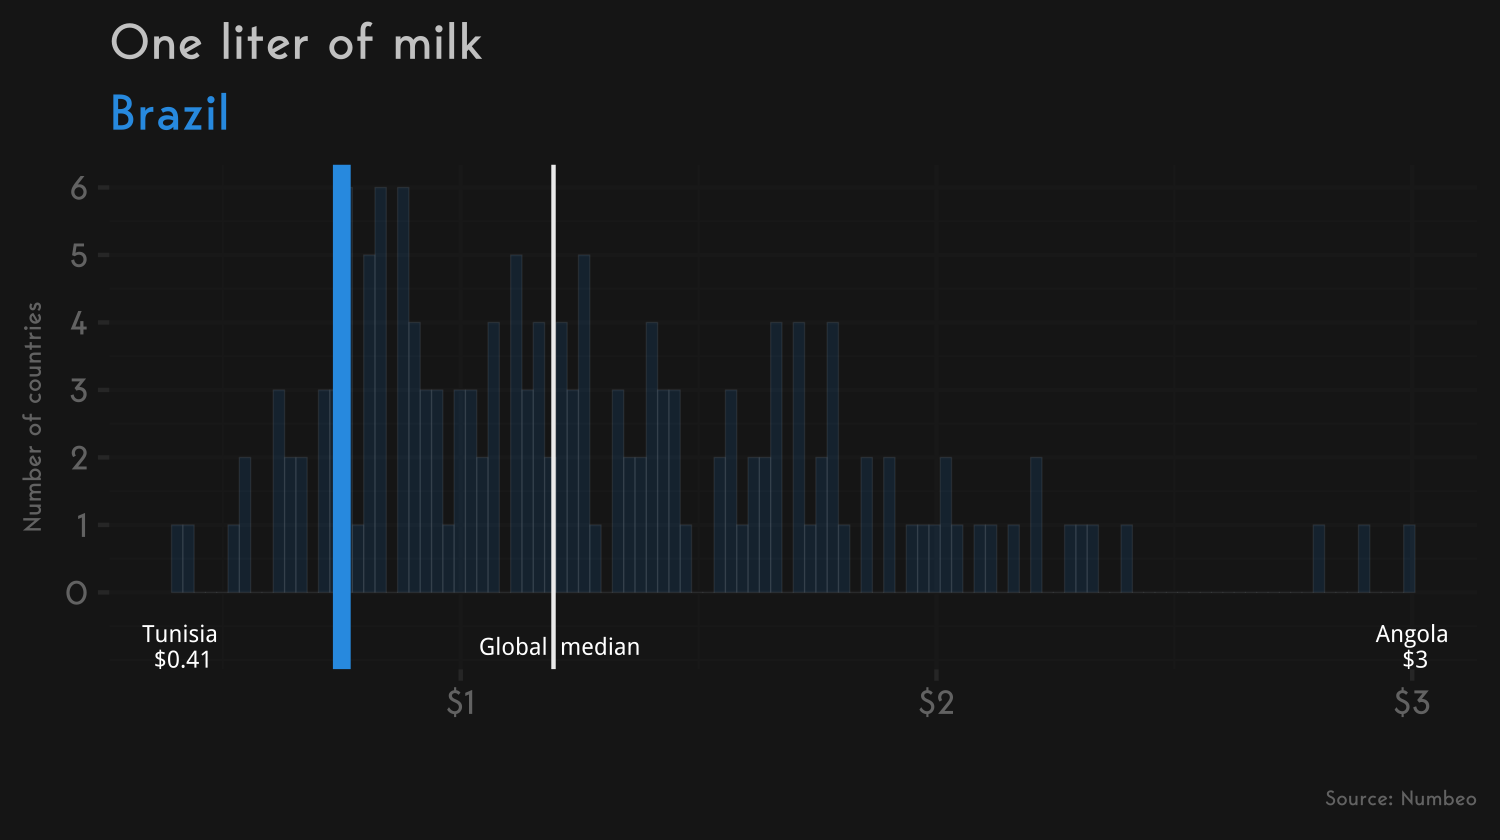 One liter of milk
Brazil
Number of countries
6
5
4
3
2
1
0
Tunisia
$0.41
Global median
Angola
$3
$1
$2
$3
Source: Numbeo